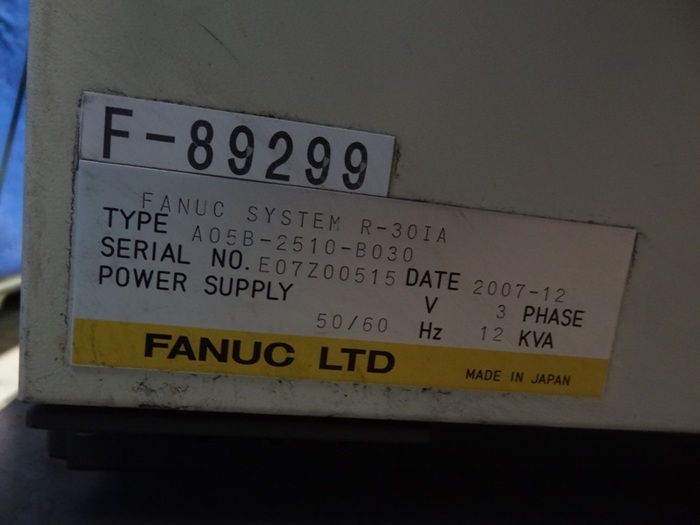 F-89299
FANUC SYSTEM R-30IA
TYPE A05B-2510-B030
SERIAL NO. E07Z00515 DATE 2007-12
POWER SUPPLY V 3 PHASE
50/60 Hz 12 KVA
FANUC LTD MADE IN JAPAN